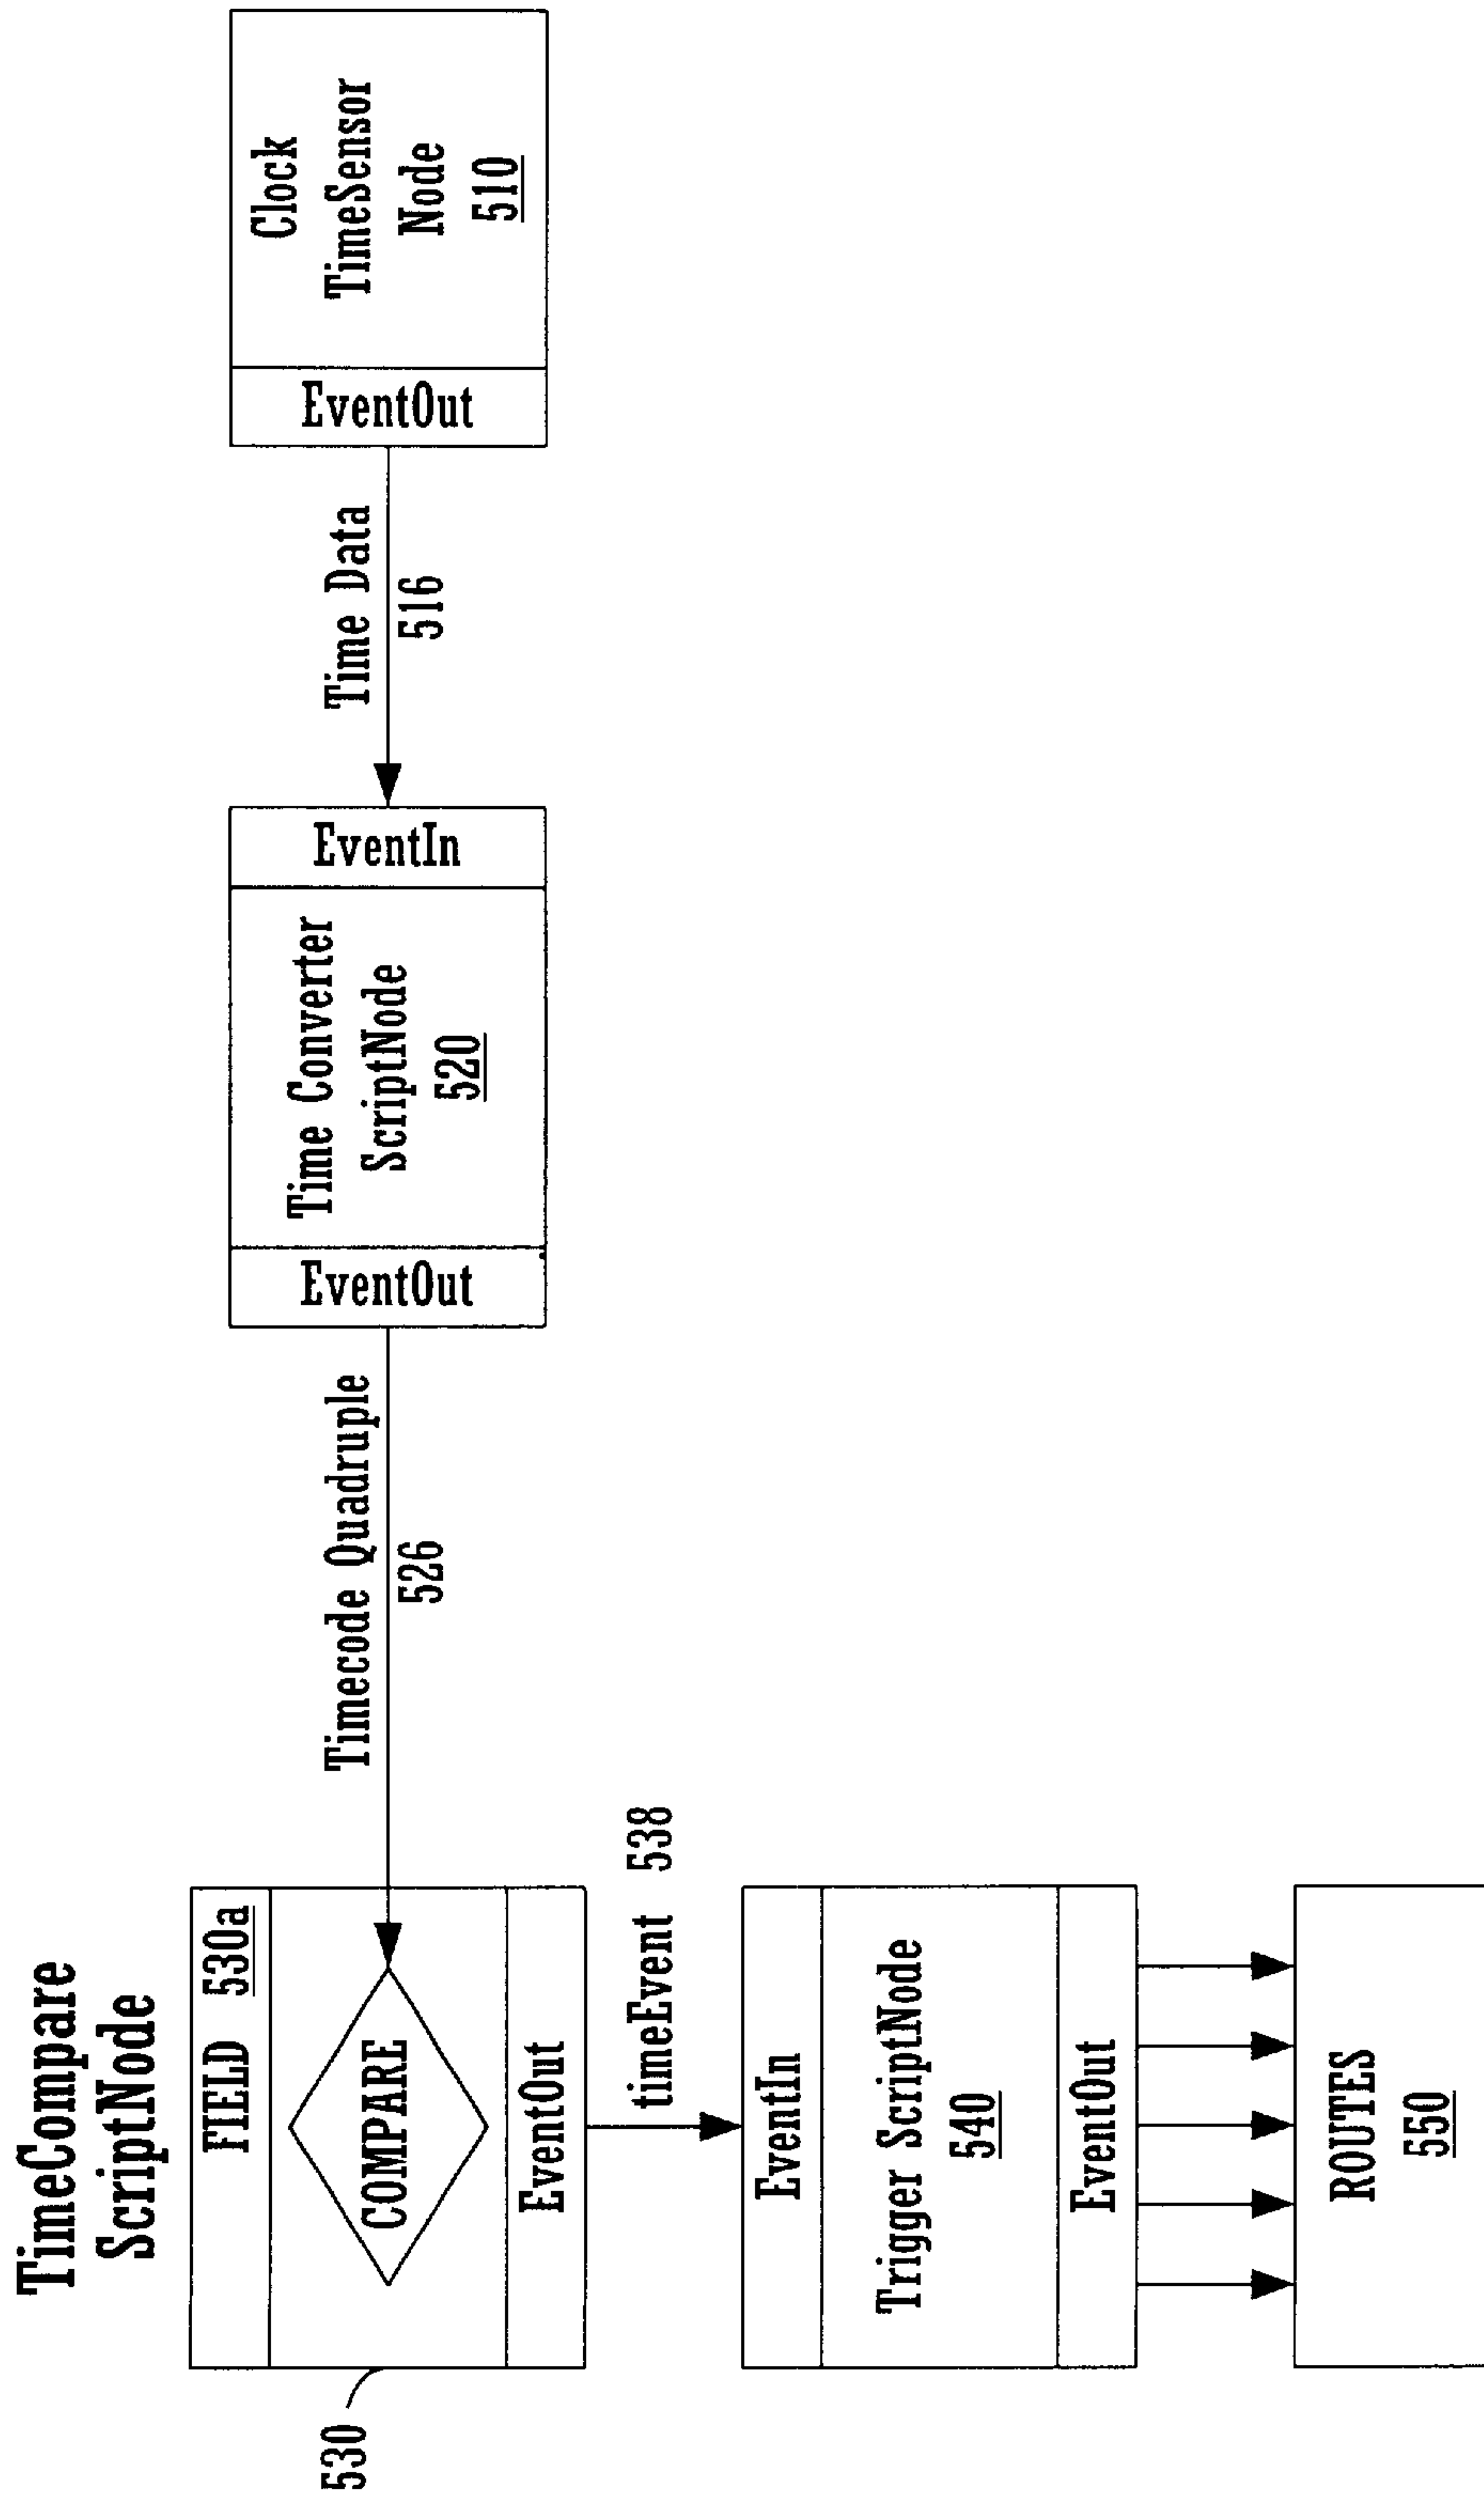 TimeCompare
ScriptNode
530
FIELD 530a
COMPARE
EventOut
Timecode Quadruple
526
EventOut
Time Converter
ScriptNode
520
EventIn
Time Data
516
EventOut
Clock
TimeSensor
Node
510
timeEvent 538
EventIn
Trigger ScriptNode
540
EventOut
ROUTES
550